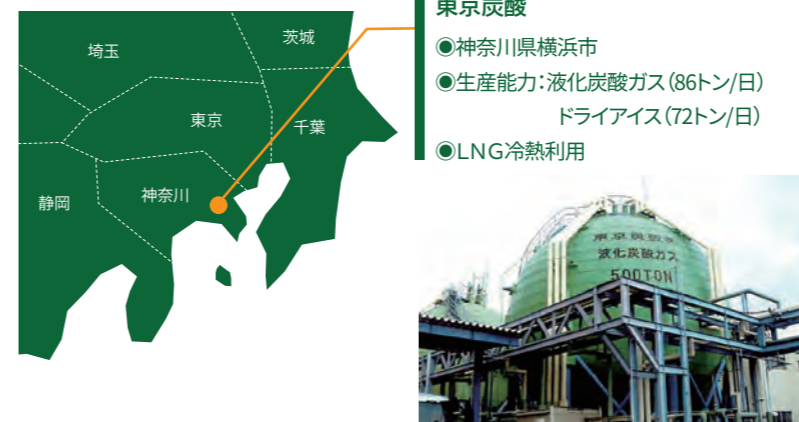 埼玉
茨城
東京
千葉
静岡
神奈川
東京炭酸
◉神奈川県横浜市
◉生産能力：液化炭酸ガス（86トン/日）
ドライアイス（72トン/日）
◉LNG冷熱利用
液化炭酸ガス
500TON